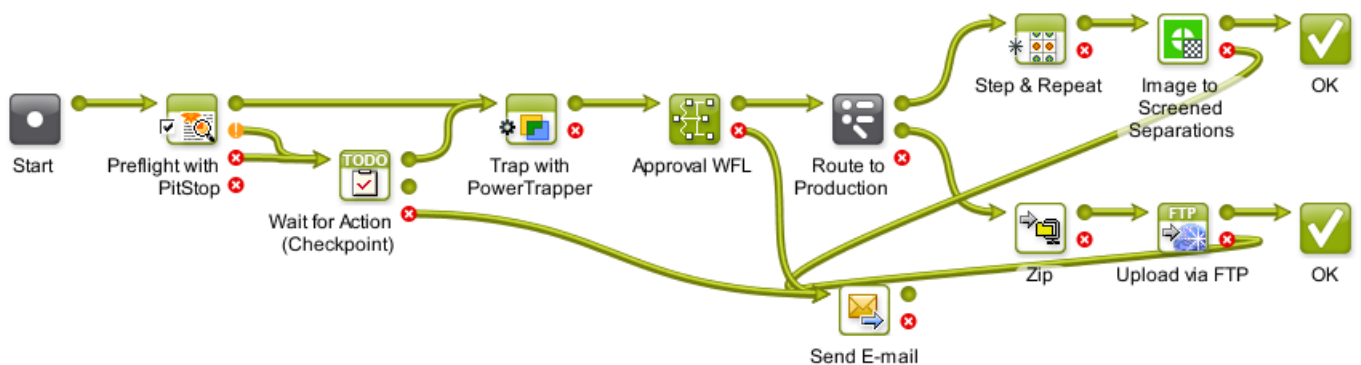 Start
Preflight with
PitStop
TODO
Wait for Action
(Checkpoint)
Trap with
PowerTrapper
Approval WFL
Route to
Production
Step & Repeat
Image to
Screened
Separations
OK
Zip
FTP
Upload via FTP
OK
Send E-mail